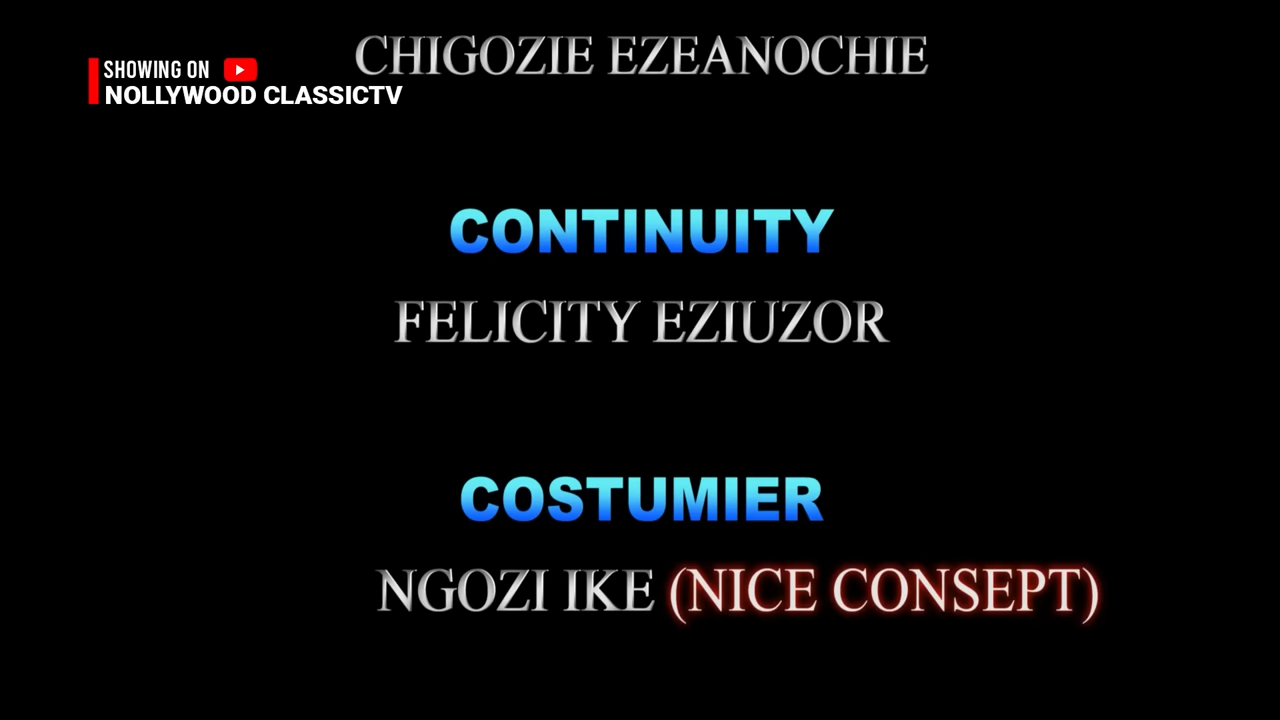 CHIGOZIE EZEANOCHIE
SHOWING ON
NOLLYWOOD CLASSICTV
CONTINUITY
FELICITY EZIUZOR
COSTUMIER
NGOZI IKE (NICE CONSEPT)